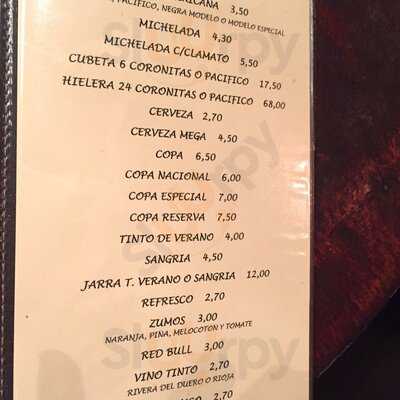 3,50
PACIFICO, NEGRA MODELO O MODELO ESPECIAL
MICHELADA 4,30
MICHELADA C/CLAMATO 5,50
CUBETA 6 CORONITAS O PACIFICO 17,50
HIELERA 24 CORONITAS O PACIFICO 68,00
CERVEZA 2,70
CERVEZA MEGA 4,50
COPA 6,50
COPA NACIONAL 6,00
COPA ESPECIAL 7,00
COPA RESERVA 7,50
TINTO DE VERANO 4,00
SANGRIA 4,50
JARRA T. VERANO O SANGRIA 12,00
REFRESCO 2,70
ZUMOS 3,00
NARANJA, PIÑA, MELOCOTON Y TOMATE
RED BULL 3,00
VINO TINTO 2,70
RIVERA DEL DUERO O RIOJA
2,70